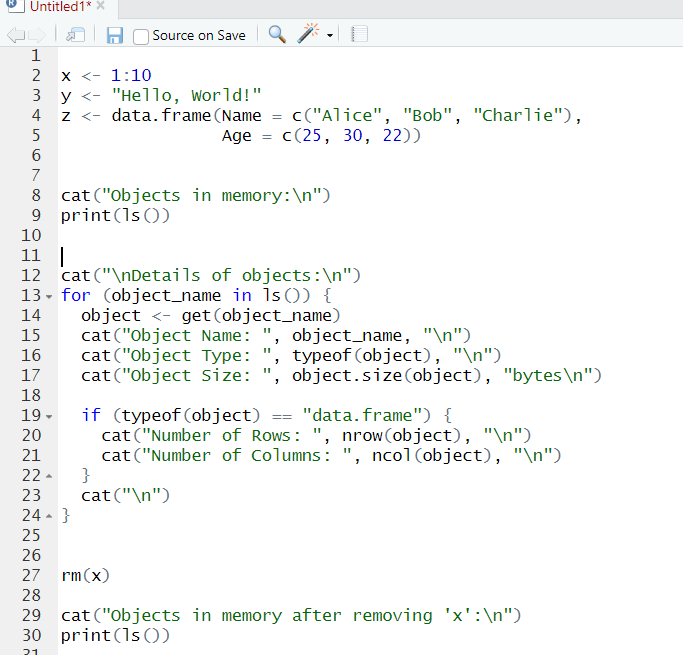 Untitled1*
Source on Save
1
2 x <- 1:10
3 y <- "Hello, World!"
4 z <- data.frame(Name = c("Alice", "Bob", "Charlie"),
5                 Age = c(25, 30, 22))
6
7
8 cat("Objects in memory:\n")
9 print(ls())
10
11
12 cat("\nDetails of objects:\n")
13 for (object_name in ls()) {
14   object <- get(object_name)
15   cat("Object Name: ", object_name, "\n")
16   cat("Object Type: ", typeof(object), "\n")
17   cat("Object Size: ", object.size(object), "bytes\n")
18
19   if (typeof(object) == "data.frame") {
20     cat("Number of Rows: ", nrow(object), "\n")
21     cat("Number of Columns: ", ncol(object), "\n")
22   }
23   cat("\n")
24 }
25
26
27 rm(x)
28
29 cat("Objects in memory after removing 'x':\n")
30 print(ls())
31